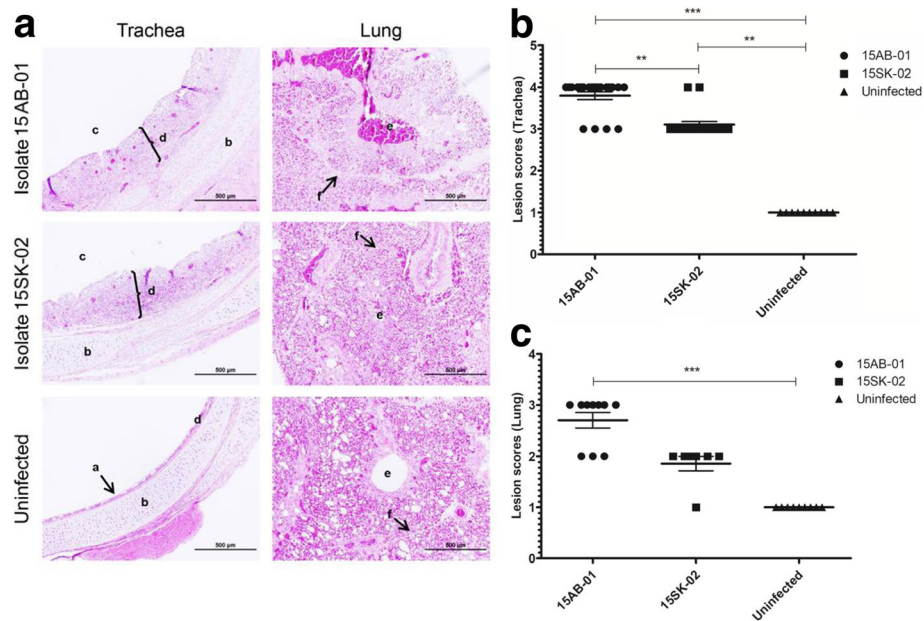 a
Trachea
Lung
Isolate 15AB-01
c
d
b
500 µm
e
f
500 µm
Isolate 15SK-02
c
d
b
500 µm
f
e
500 µm
Uninfected
d
a
b
500 µm
e
f
500 µm
b
***
**
**
15AB-01
15SK-02
Uninfected
Lesion scores (Trachea)
5
4
3
2
1
0
15AB-01
15SK-02
Uninfected
c
***
15AB-01
15SK-02
Uninfected
Lesion scores (Lung)
4
3
2
1
0
15AB-01
15SK-02
Uninfected